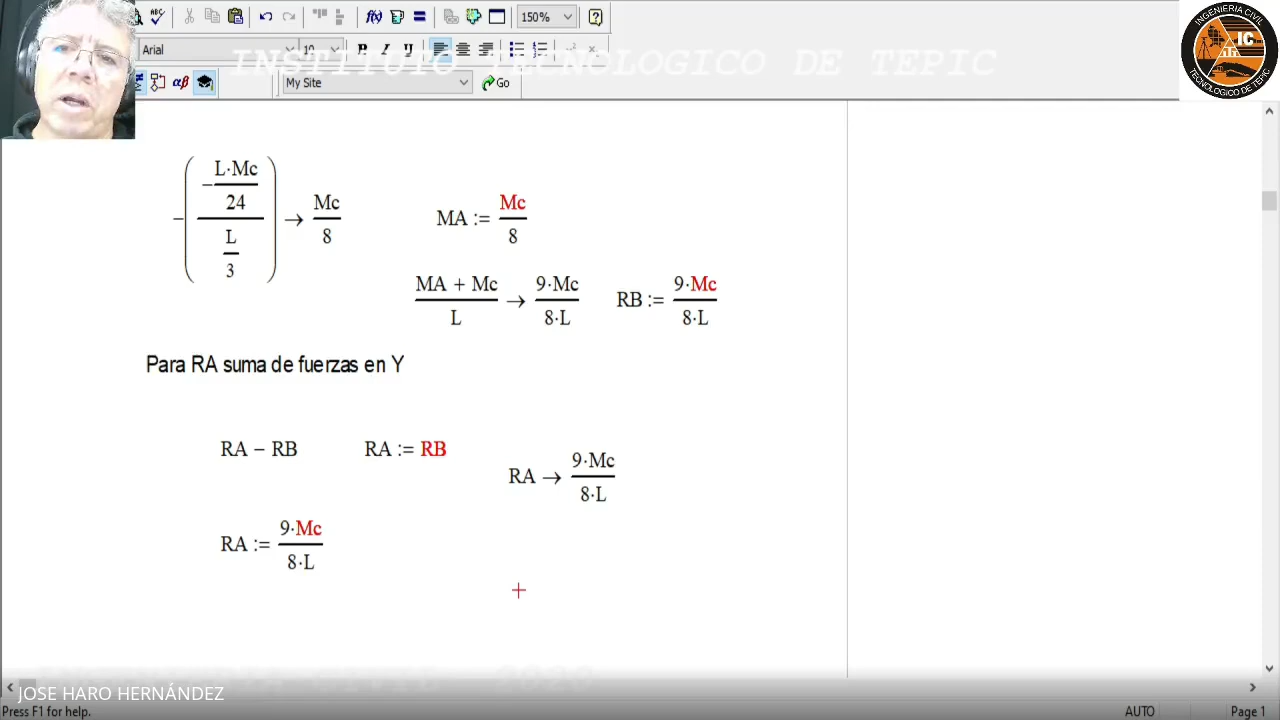 150%
Arial
10
B I U
INSTITUTO TECNOLOGICO DE TEPIC
αβ
My Site
Go
INGENIERIA CIVIL
IC
ITT
TECNOLOGICO DE TEPIC
-(-(L·Mc/24)/(L/3)) → Mc/8
MA := Mc/8
(MA + Mc)/L → 9·Mc/(8·L)
RB := 9·Mc/(8·L)
Para RA suma de fuerzas en Y
RA − RB
RA := RB
RA → 9·Mc/(8·L)
RA := 9·Mc/(8·L)
JOSE HARO HERNÁNDEZ
Press F1 for help.
AUTO
Page 1